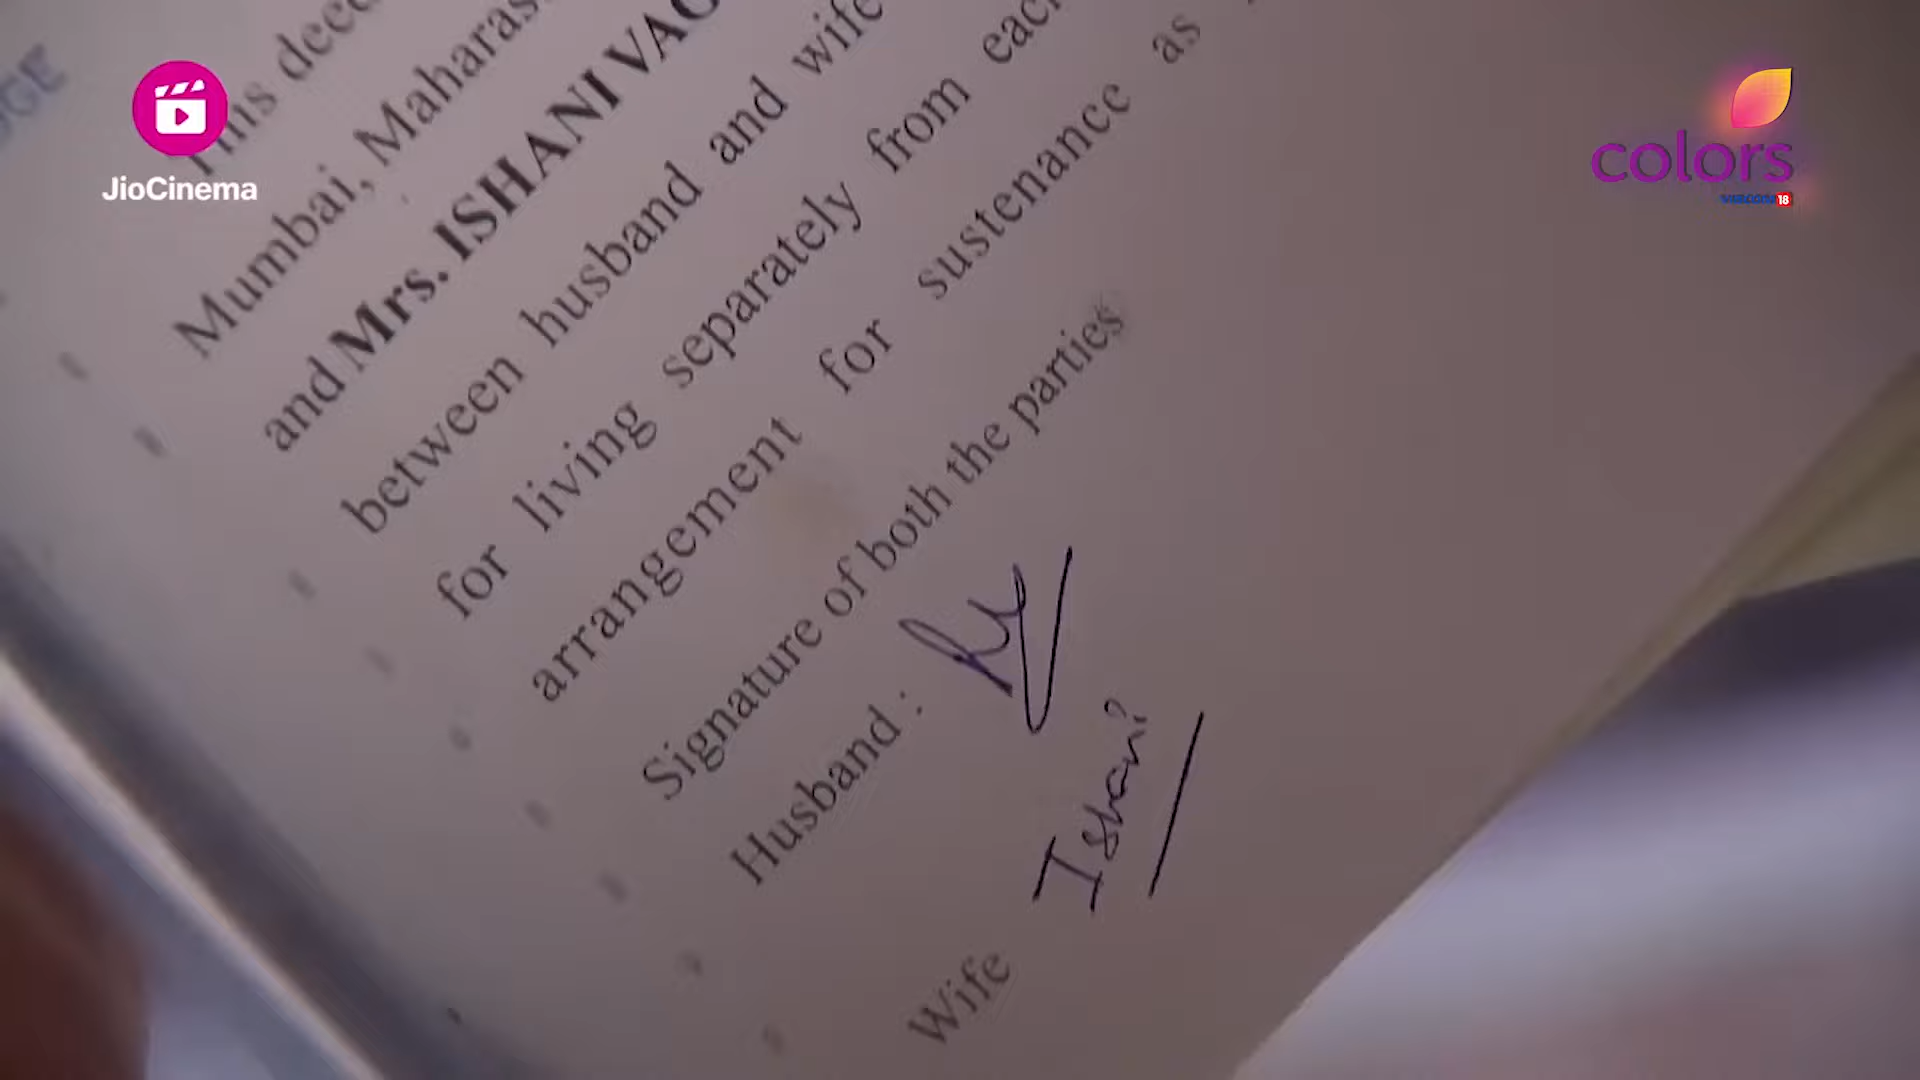 JioCinema
colors
VIACOM18
This deed
Mumbai, Maharas
and Mrs. ISHANI VAG
between husband and wife
for living separately from each
arrangement for sustenance as
Signature of both the parties
Husband :
Ishani
Wife